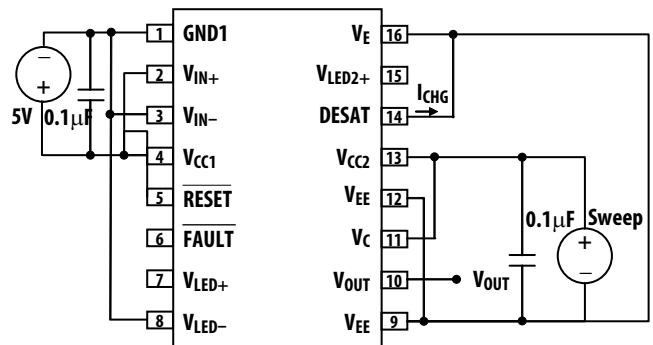 1 GND1 VE 16
2 VIN+ VLED2+ 15
3 VIN– DESAT 14 ICHG
4 VCC1 VCC2 13
5 RESET VEE 12
6 FAULT VC 11
7 VLED+ VOUT 10 VOUT
8 VLED– VEE 9
– + 5V 0.1μF
0.1μF Sweep + –